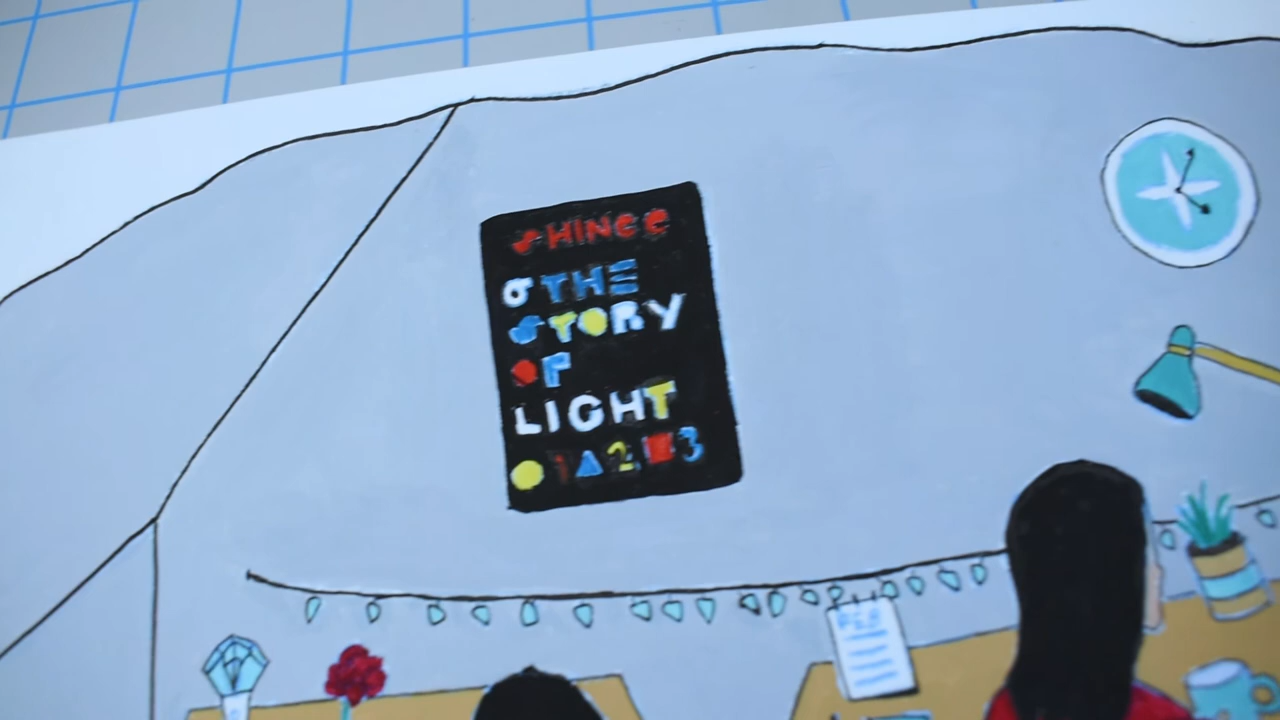 SHINee
σ THE
STORY
OF
LIGHT
1 2 3